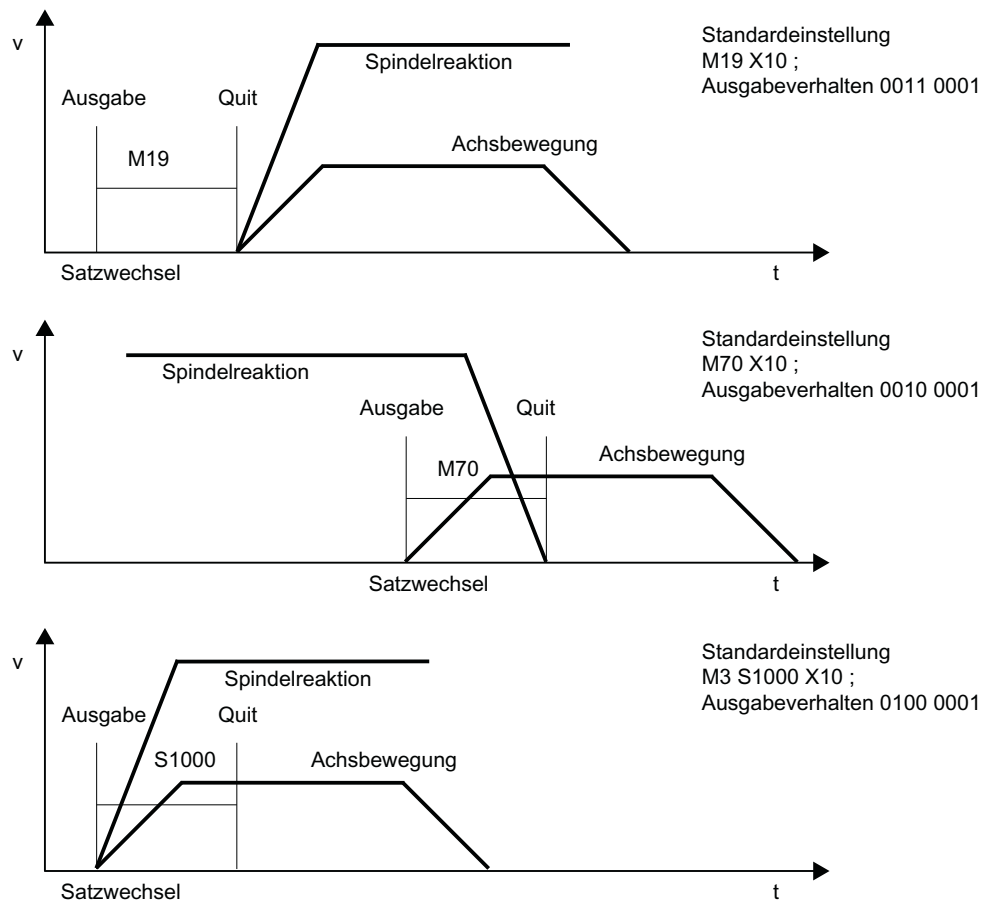 v
Spindelreaktion
Standardeinstellung
M19 X10 ;
Ausgabeverhalten 0011 0001
Ausgabe
Quit
M19
Achsbewegung
Satzwechsel
t
v
Spindelreaktion
Standardeinstellung
M70 X10 ;
Ausgabeverhalten 0010 0001
Ausgabe
Quit
M70
Achsbewegung
Satzwechsel
t
v
Spindelreaktion
Standardeinstellung
M3 S1000 X10 ;
Ausgabeverhalten 0100 0001
Ausgabe
Quit
S1000
Achsbewegung
Satzwechsel
t